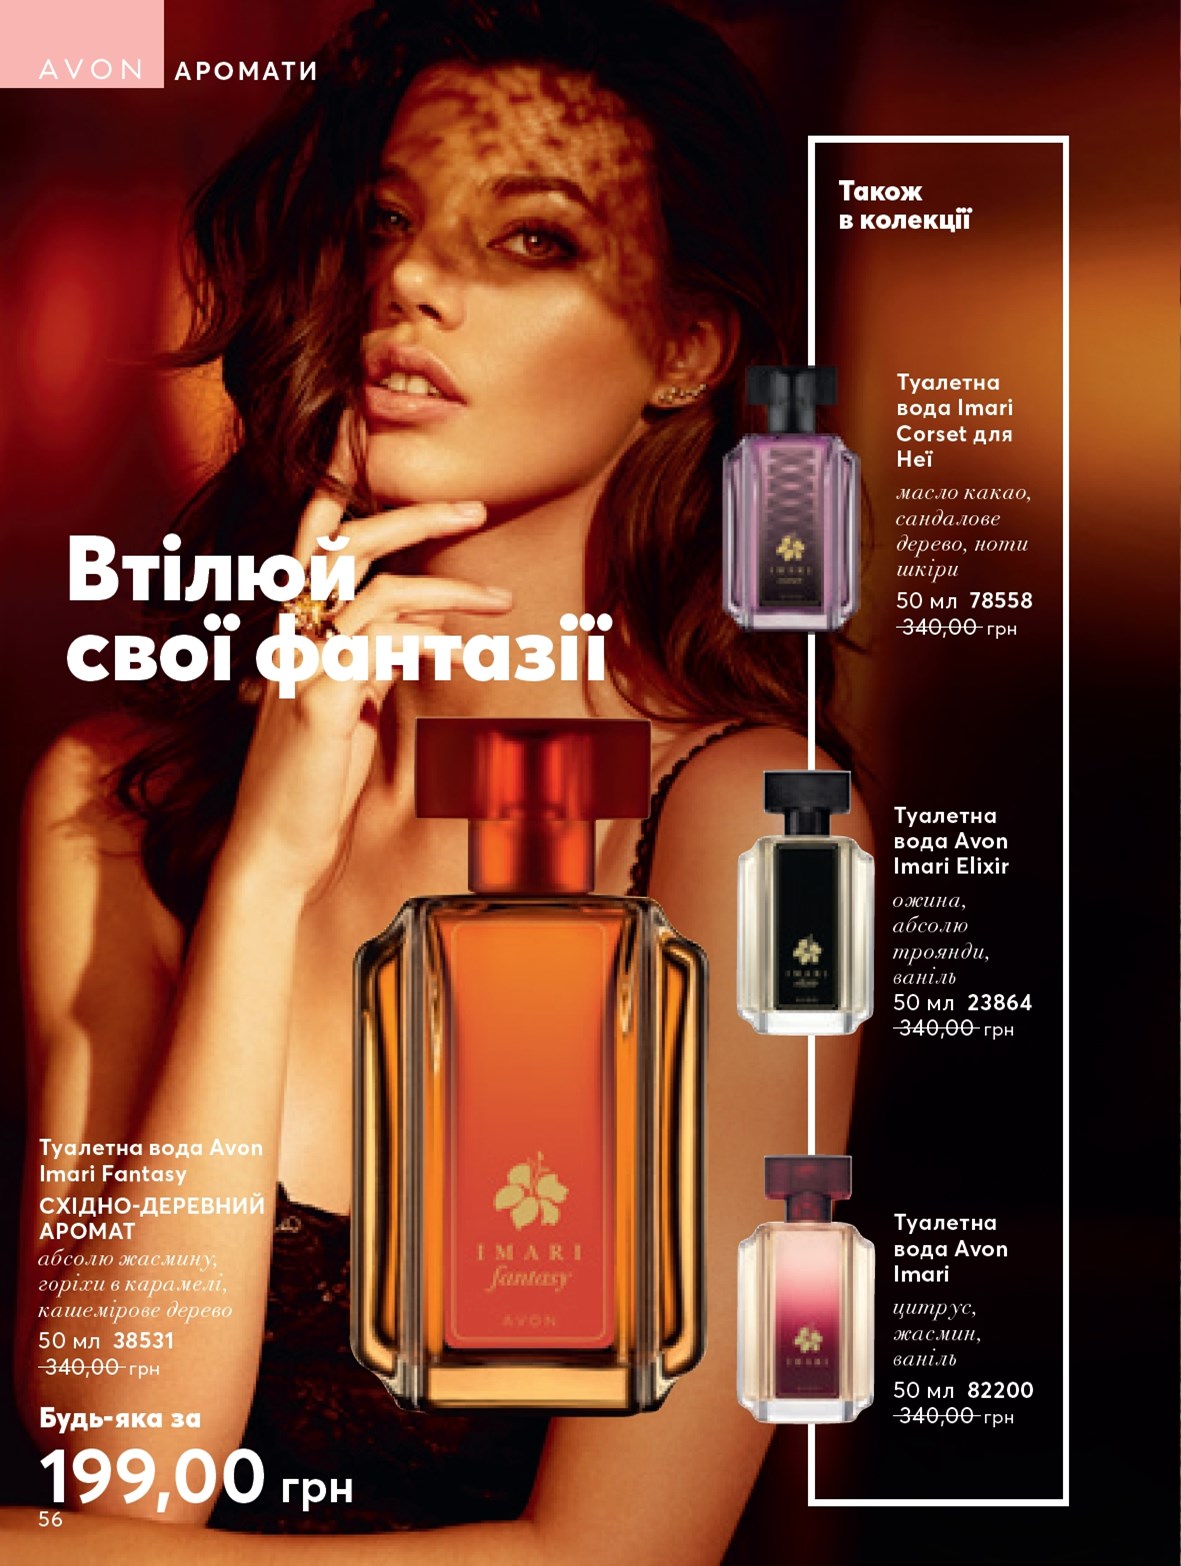 AVON АРОМАТИ
Також
в колекції
Туалетна
вода Imari
Corset для
Неї
масло какао,
сандалове
дерево, ноти
шкіри
50 мл 78558
340,00 грн
Втілюй
свої фантазії
IMARI
IMARI
fantasy
AVON
Туалетна
вода Avon
Imari Elixir
ожина,
абсолю
троянди,
ваніль
50 мл 23864
340,00 грн
IMARI
elixir
Туалетна вода Avon
Imari Fantasy
СХІДНО-ДЕРЕВНИЙ
АРОМАТ
абсолю жасмину,
горіхи в карамелі,
кашемірове дерево
50 мл 38531
340,00 грн
Будь-яка за
199,00 грн
56
Туалетна
вода Avon
Imari
цитрус,
жасмин,
ваніль
50 мл 82200
340,00 грн
IMARI